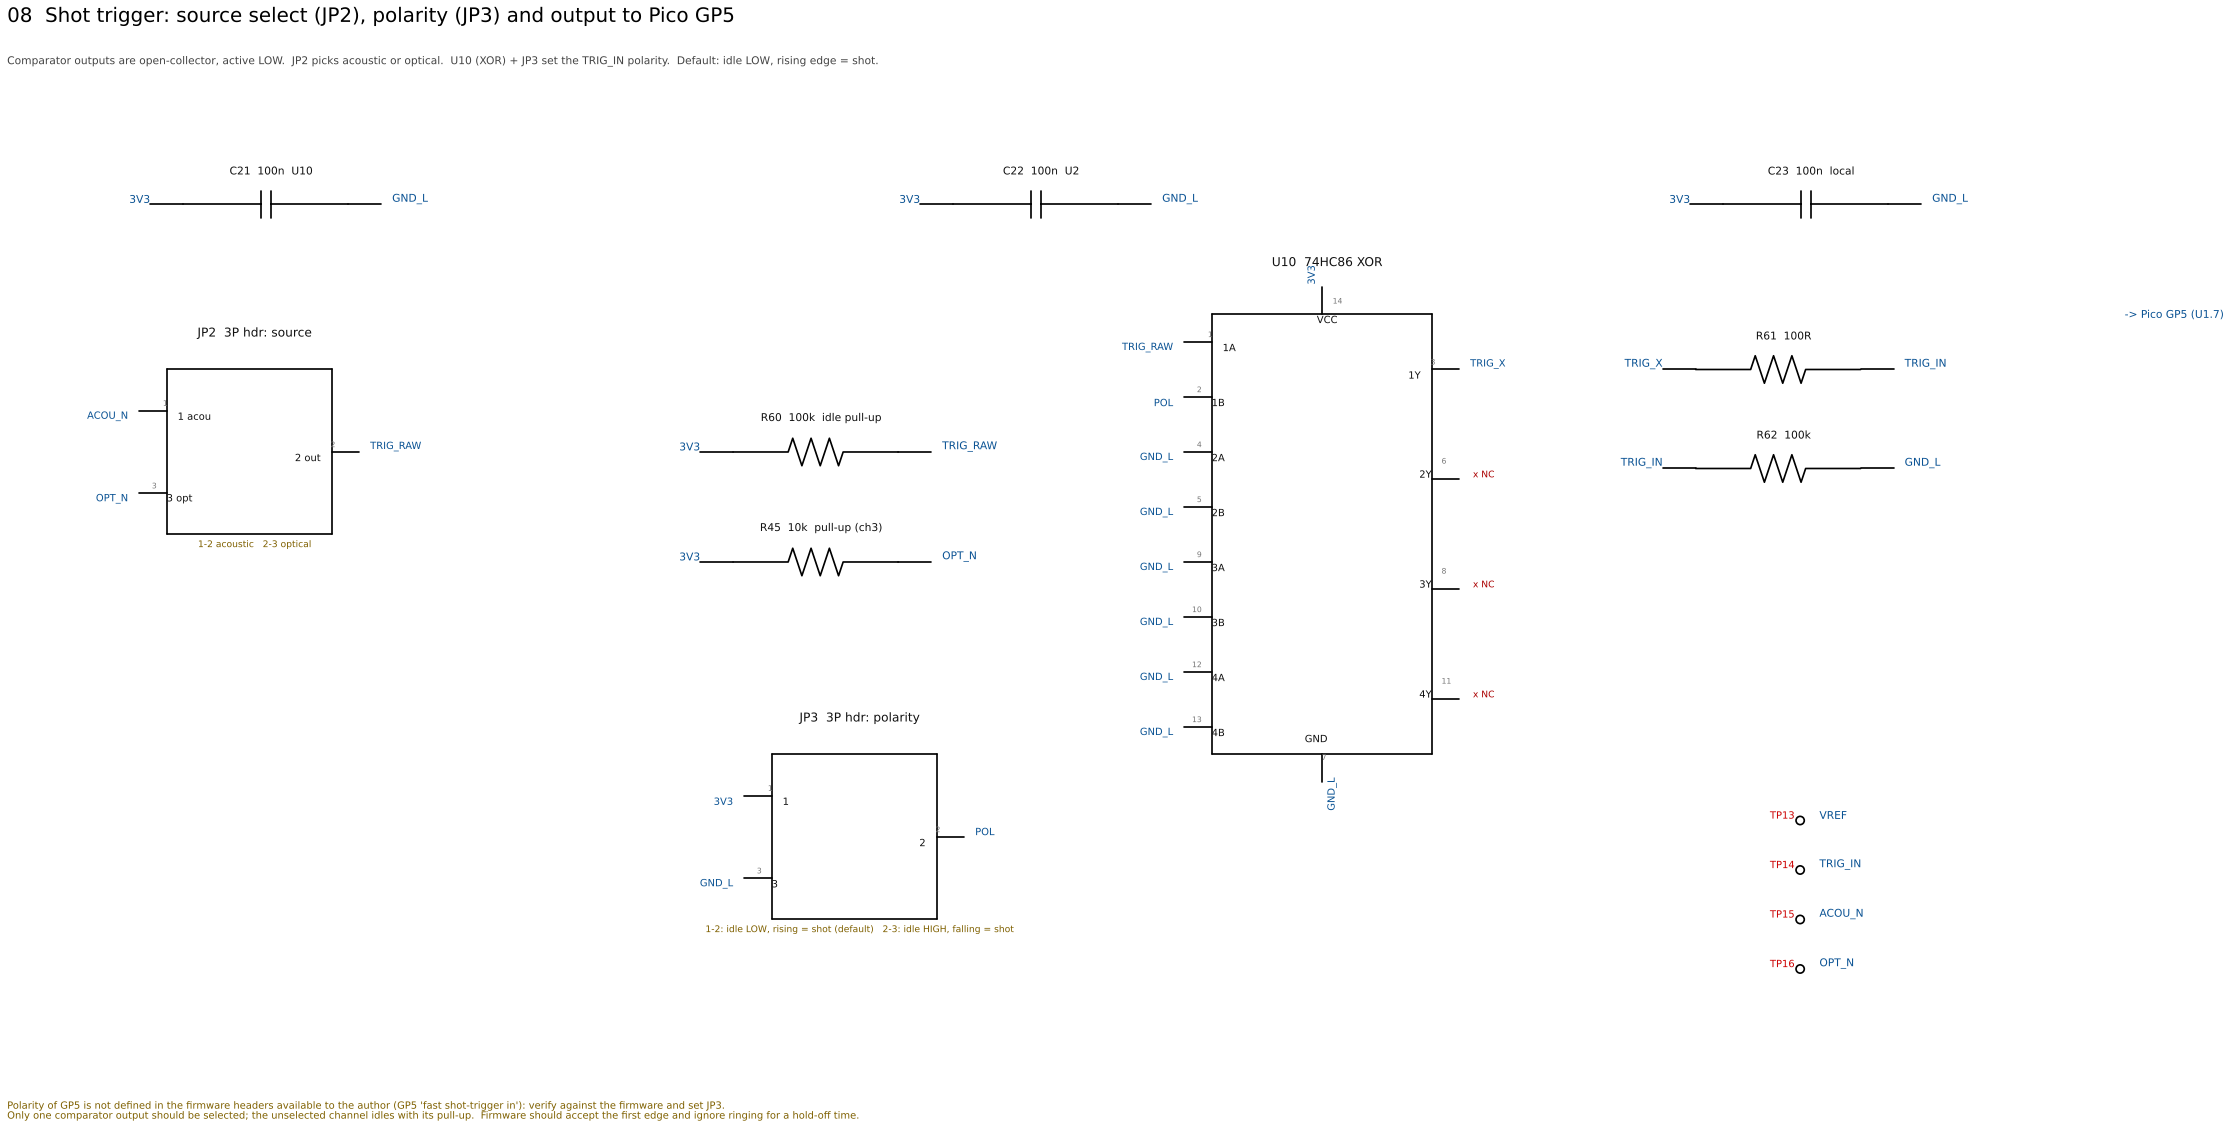 08  Shot trigger: source select (JP2), polarity (JP3) and output to Pico GP5
Comparator outputs are open-collector, active LOW.  JP2 picks acoustic or optical.  U10 (XOR) + JP3 set the TRIG_IN polarity.  Default: idle LOW, rising edge = shot.
C21  100n  U10
3V3
GND_L
C22  100n  U2
3V3
GND_L
C23  100n  local
3V3
GND_L
JP2  3P hdr: source
ACOU_N
1
1 acou
OPT_N
3
3 opt
2 out
TRIG_RAW
1-2 acoustic   2-3 optical
R60  100k  idle pull-up
3V3
TRIG_RAW
R45  10k  pull-up (ch3)
3V3
OPT_N
JP3  3P hdr: polarity
3V3
1
1
GND_L
3
3
2
2
POL
1-2: idle LOW, rising = shot (default)   2-3: idle HIGH, falling = shot
U10  74HC86 XOR
3V3
14
VCC
TRIG_RAW
1
1A
POL
2
1B
GND_L
4
2A
GND_L
5
2B
GND_L
9
3A
GND_L
10
3B
GND_L
12
4A
GND_L
13
4B
1Y
3
TRIG_X
2Y
6
x NC
3Y
8
x NC
4Y
11
x NC
GND
GND_L
-> Pico GP5 (U1.7)
R61  100R
TRIG_X
TRIG_IN
R62  100k
TRIG_IN
GND_L
TP13
VREF
TP14
TRIG_IN
TP15
ACOU_N
TP16
OPT_N
Polarity of GP5 is not defined in the firmware headers available to the author (GP5 'fast shot-trigger in'): verify against the firmware and set JP3.
Only one comparator output should be selected; the unselected channel idles with its pull-up.  Firmware should accept the first edge and ignore ringing for a hold-off time.